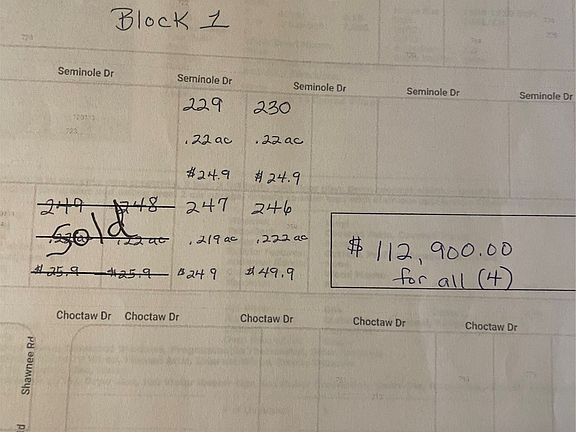 Block 1
Seminole Dr Seminole Dr Seminole Dr Seminole Dr Seminole Dr
229 230
.22 ac .22 ac
$24.9 $24.9
249 248 247 246
Sold
.22 ac .219 ac .222 ac
$25.9 $25.9 $24.9 $49.9
$112,900.00
for all (4)
Choctaw Dr Choctaw Dr Choctaw Dr Choctaw Dr Choctaw Dr
Shawnee Rd